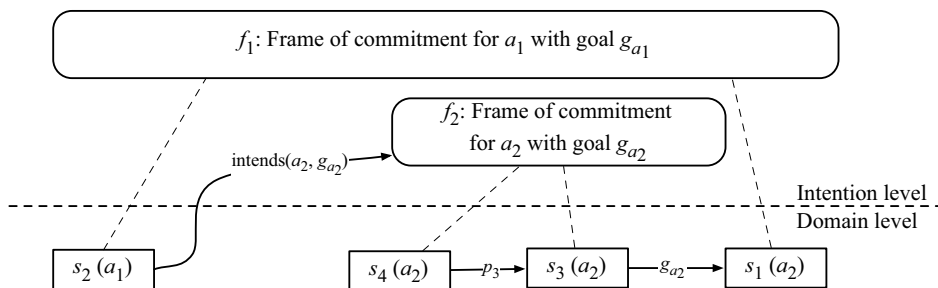 f₁: Frame of commitment for a₁ with goal gₐ₁
f₂: Frame of commitment
for a₂ with goal gₐ₂
intends(a₂, gₐ₂)
Intention level
Domain level
s₂ (a₁)
s₄ (a₂)
p₃
s₃ (a₂)
gₐ₂
s₁ (a₂)